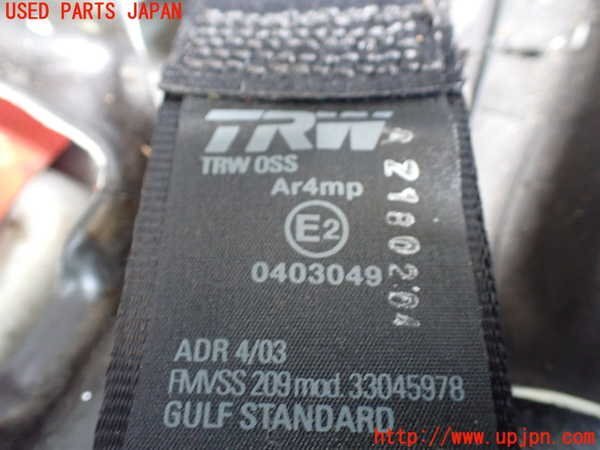 USED PARTS JAPAN
TRW
TRW OSS
Ar4mp
E2
0403049
ADR 4/03
FMVSS 209 mod. 33045978
GULF STANDARD
http://www.upjpn.com/